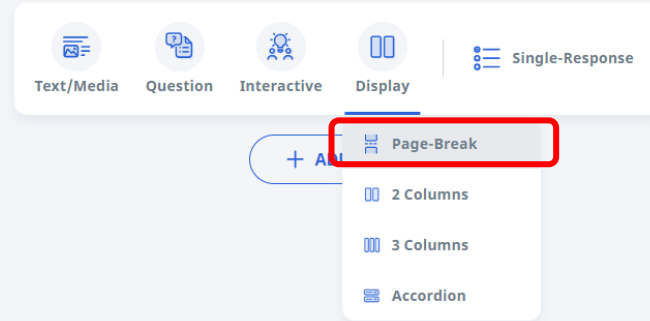 Text/Media
Question
Interactive
Display
Single-Response
Page-Break
2 Columns
3 Columns
Accordion